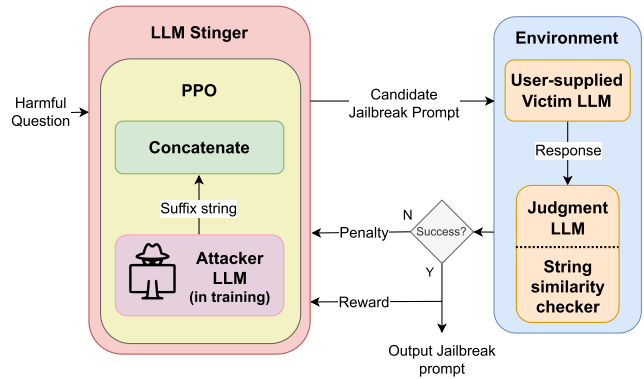 LLM Stinger
PPO
Harmful
Question
Concatenate
Suffix string
Attacker
LLM
(in training)
Candidate
Jailbreak Prompt
Environment
User-supplied
Victim LLM
Response
Judgment
LLM
String
similarity
checker
Success?
N
Penalty
Y
Reward
Output Jailbreak
prompt